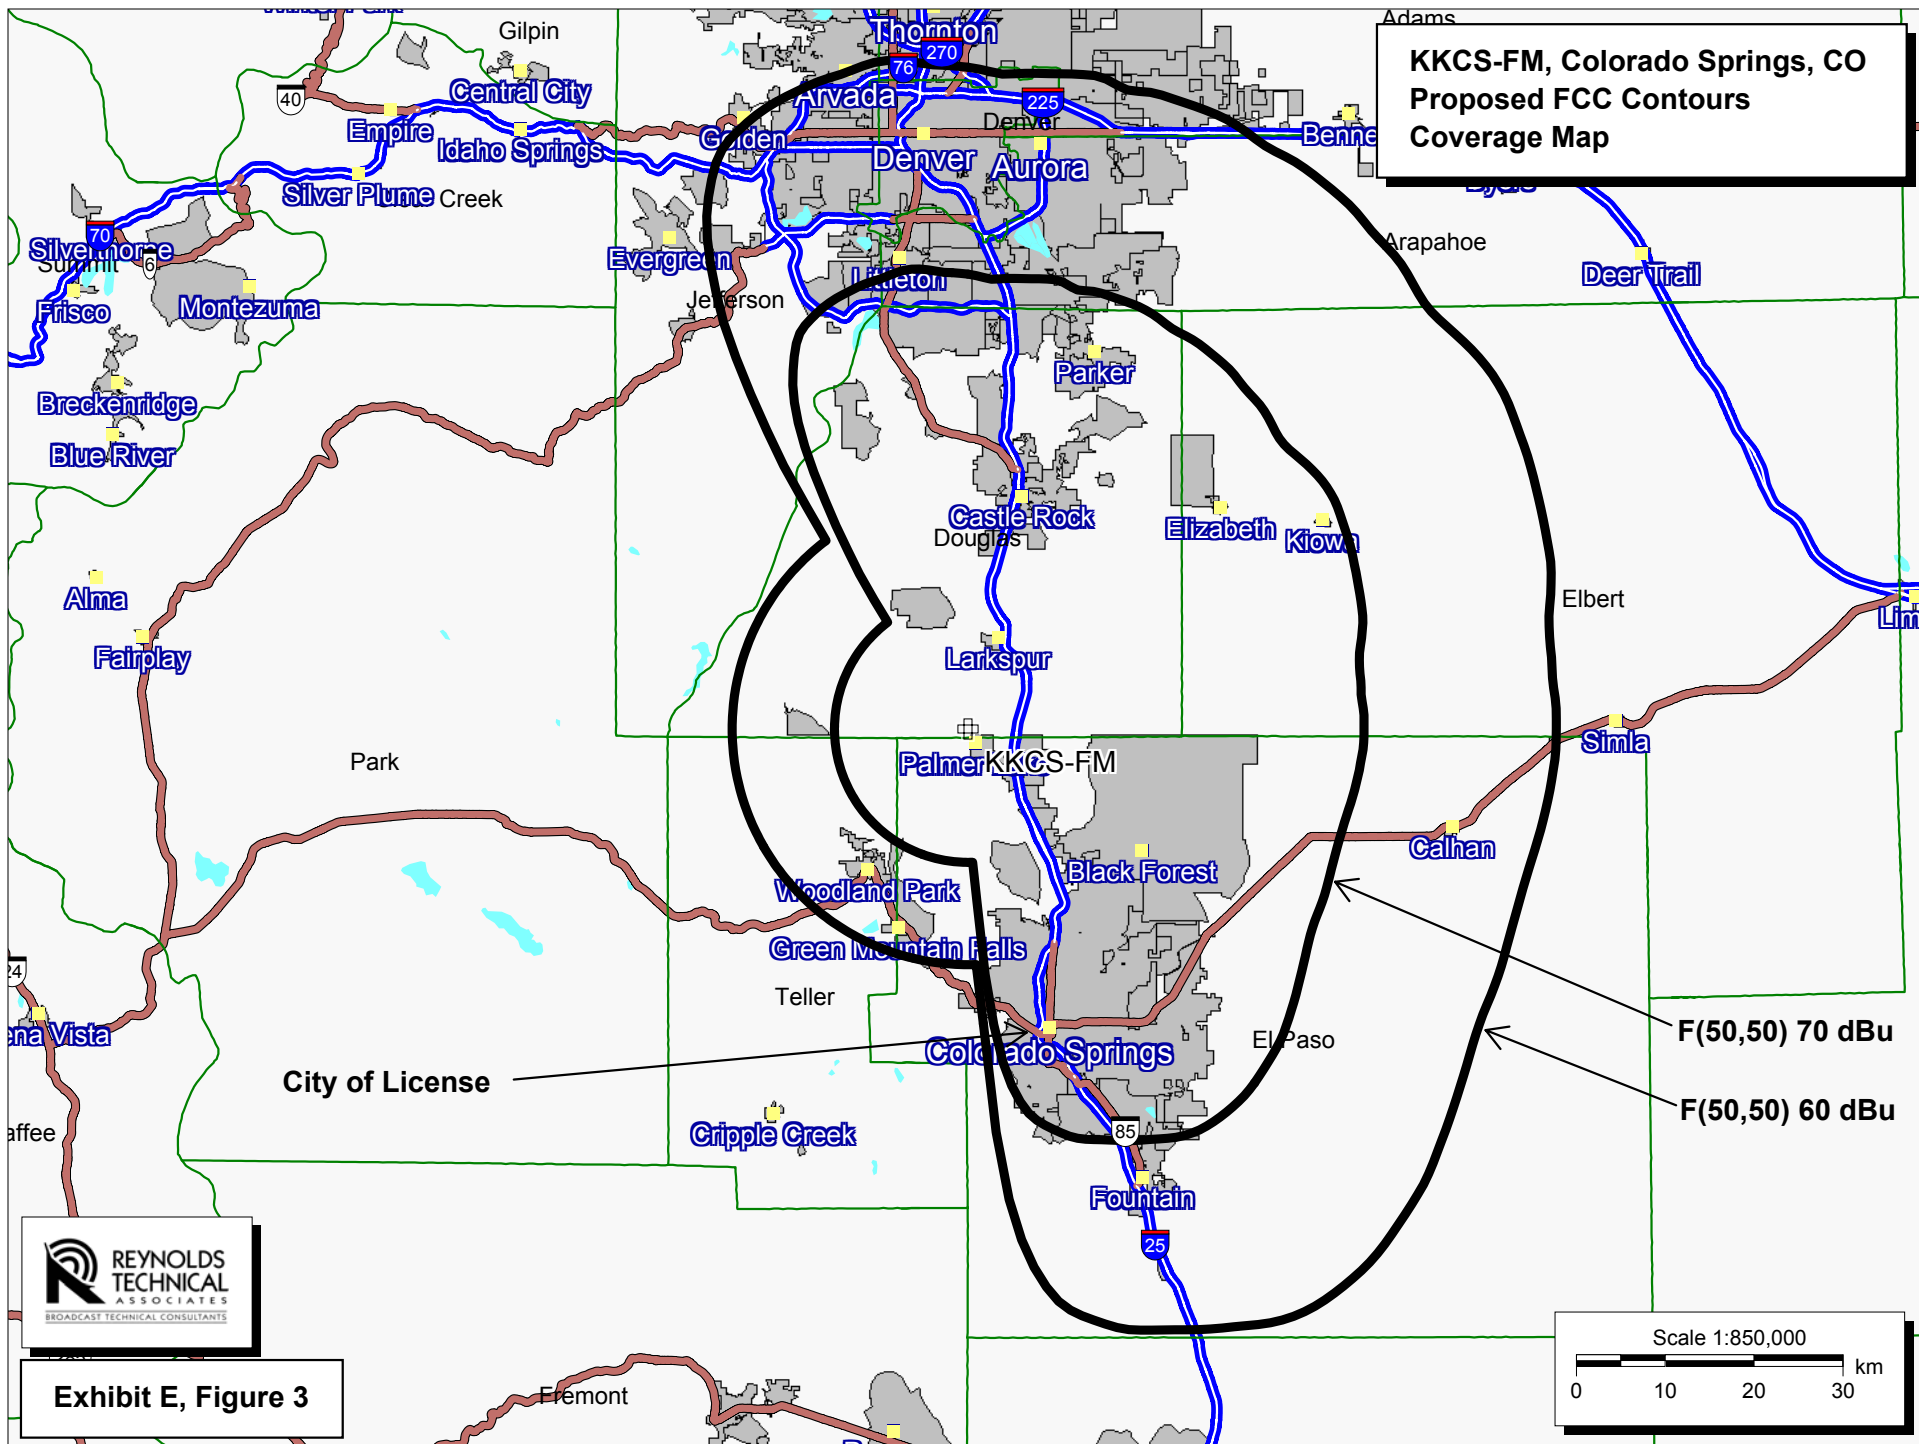 Gilpin
Adams
Thornton
270
76
KKCS-FM, Colorado Springs, CO
Proposed FCC Contours
Coverage Map
Central City
40
Arvada
225
Empire
Idaho Springs
Golden
Denver
Denver
Aurora
Silver Plume
Creek
70
Silverthorne
Summit
6
Evergreen
Arapahoe
Deer Trail
Littleton
Frisco
Montezuma
Jefferson
Parker
Breckenridge
Blue River
Castle Rock
Douglas
Elizabeth
Kiowa
Alma
Elbert
Fairplay
Larkspur
Simla
Park
KKCS-FM
Calhan
Black Forest
Woodland Park
Green Mountain Falls
24
Teller
El Paso
F(50,50) 70 dBu
Colorado Springs
City of License
F(50,50) 60 dBu
85
Cripple Creek
Fountain
25
REYNOLDS
TECHNICAL
ASSOCIATES
BROADCAST TECHNICAL CONSULTANTS
Scale 1:850,000
km
0 10 20 30
Exhibit E, Figure 3
Fremont